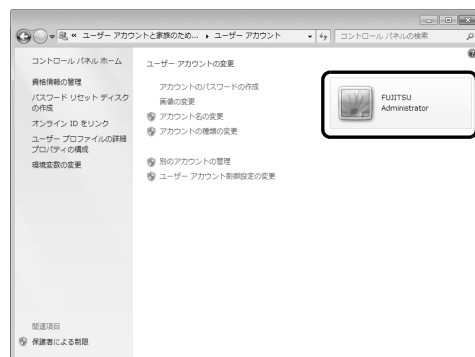 « ユーザー アカウントと家族のため... ▸ ユーザー アカウント
コントロール パネルの検索
コントロール パネル ホーム
資格情報の管理
パスワード リセット ディスク
の作成
オンライン ID をリンク
ユーザー プロファイルの詳細
プロパティの構成
環境変数の変更
ユーザー アカウントの変更
アカウントのパスワードの作成
画像の変更
アカウント名の変更
アカウントの種類の変更
別のアカウントの管理
ユーザー アカウント制御設定の変更
FUJITSU
Administrator
関連項目
保護者による制限